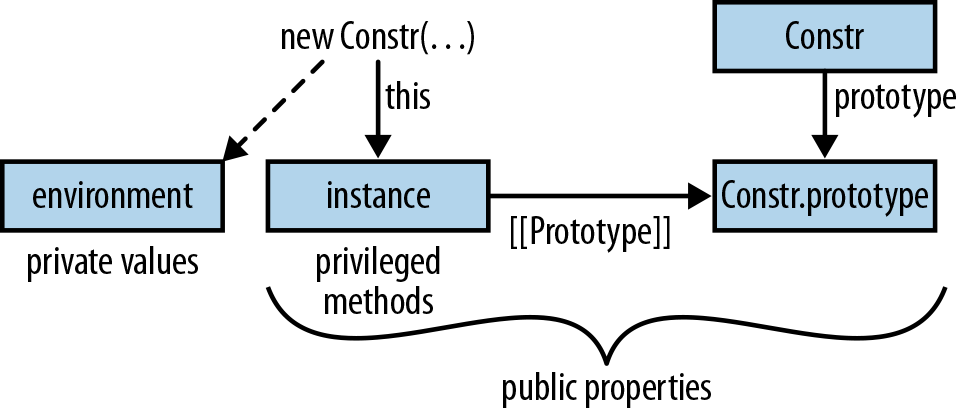 new Constr(…)
Constr
this
prototype
environment
instance
Constr.prototype
[[Prototype]]
private values
privileged
methods
public properties